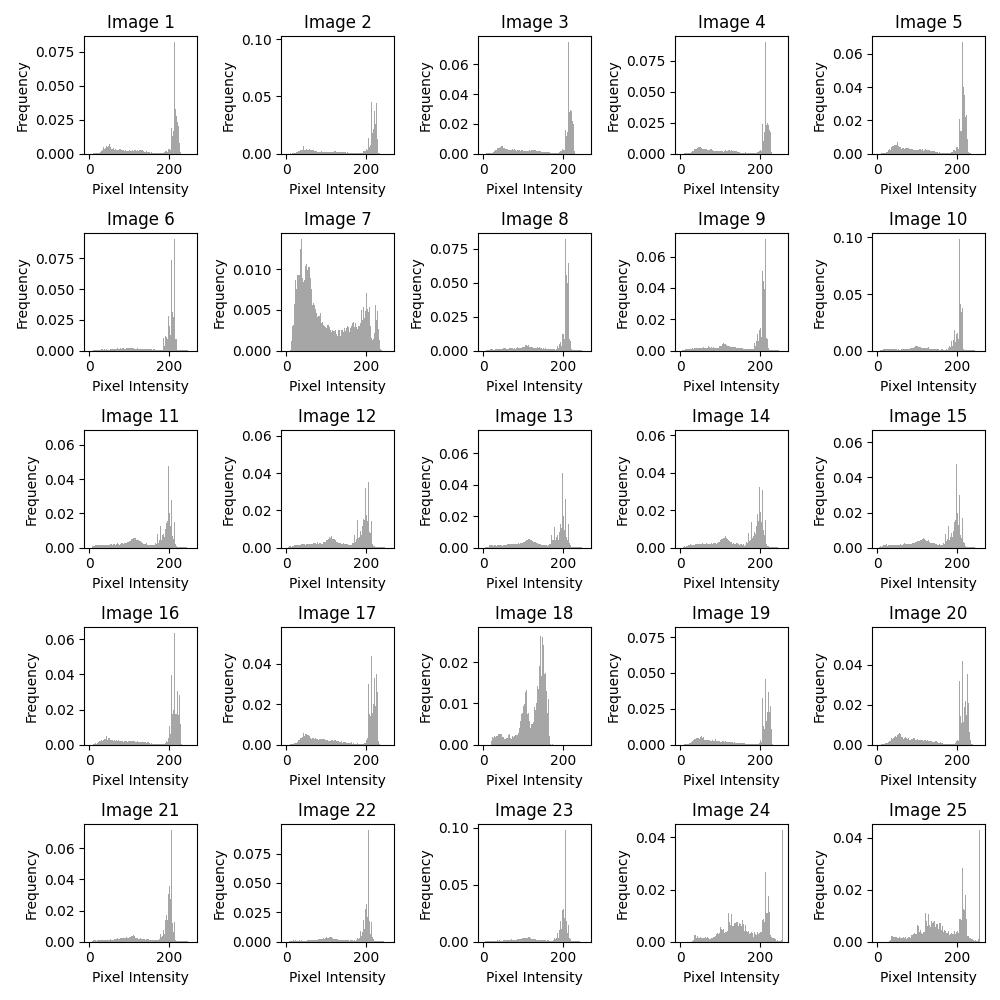 Image 1 Image 2 Image 3 Image 4 Image 5
Frequency Frequency Frequency Frequency Frequency
0.075 0.10 0.06 0.075 0.06
0.050 0.05 0.04 0.050 0.04
0.025 0.02 0.025 0.02
0.000 0.00 0.00 0.000 0.00
0 200 0 200 0 200 0 200 0 200
Pixel Intensity Pixel Intensity Pixel Intensity Pixel Intensity Pixel Intensity
Image 6 Image 7 Image 8 Image 9 Image 10
Frequency Frequency Frequency Frequency Frequency
0.075 0.010 0.075 0.06 0.10
0.050 0.005 0.050 0.04 0.05
0.025 0.025 0.02
0.000 0.000 0.000 0.00 0.00
0 200 0 200 0 200 0 200 0 200
Pixel Intensity Pixel Intensity Pixel Intensity Pixel Intensity Pixel Intensity
Image 11 Image 12 Image 13 Image 14 Image 15
Frequency Frequency Frequency Frequency Frequency
0.06 0.06 0.06 0.06 0.06
0.04 0.04 0.04 0.04 0.04
0.02 0.02 0.02 0.02 0.02
0.00 0.00 0.00 0.00 0.00
0 200 0 200 0 200 0 200 0 200
Pixel Intensity Pixel Intensity Pixel Intensity Pixel Intensity Pixel Intensity
Image 16 Image 17 Image 18 Image 19 Image 20
Frequency Frequency Frequency Frequency Frequency
0.06 0.04 0.02 0.075 0.04
0.04 0.02 0.01 0.050 0.02
0.02 0.025
0.00 0.00 0.00 0.000 0.00
0 200 0 200 0 200 0 200 0 200
Pixel Intensity Pixel Intensity Pixel Intensity Pixel Intensity Pixel Intensity
Image 21 Image 22 Image 23 Image 24 Image 25
Frequency Frequency Frequency Frequency Frequency
0.06 0.075 0.10 0.04 0.04
0.04 0.050 0.05 0.02 0.02
0.02 0.025
0.00 0.000 0.00 0.00 0.00
0 200 0 200 0 200 0 200 0 200
Pixel Intensity Pixel Intensity Pixel Intensity Pixel Intensity Pixel Intensity